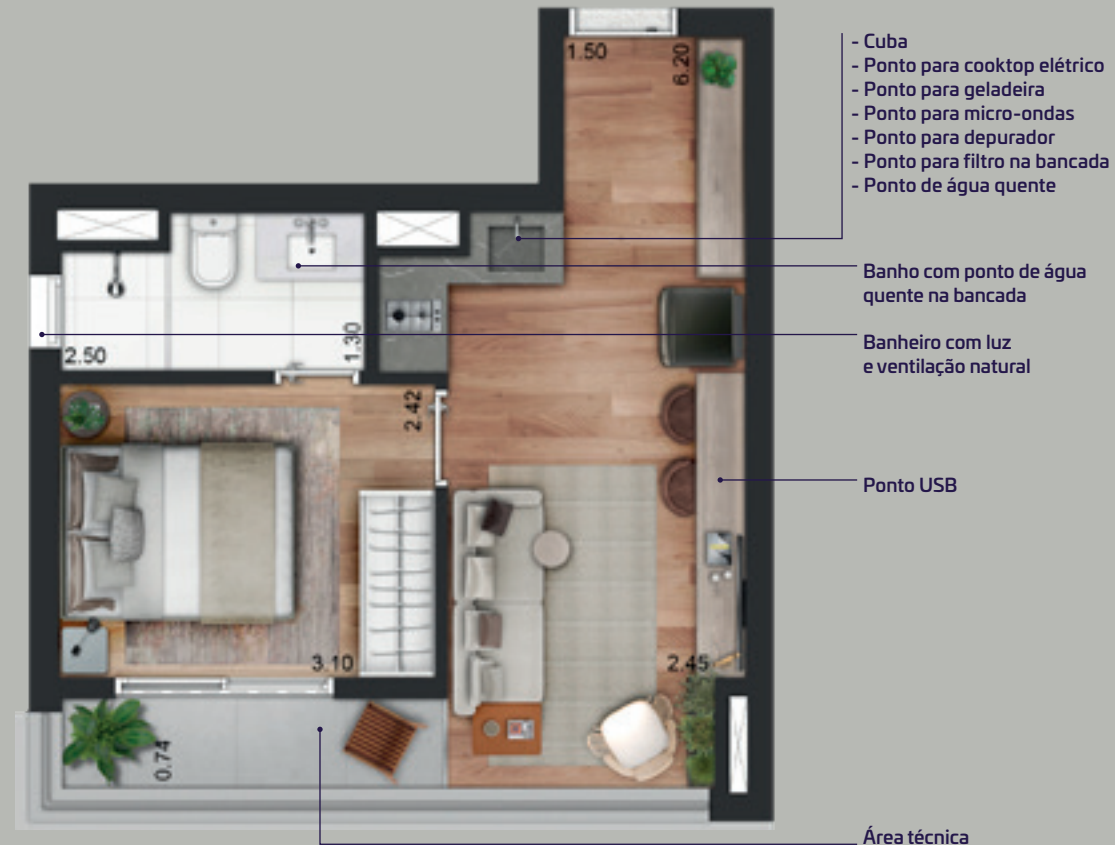 - Cuba
- Ponto para cooktop elétrico
- Ponto para geladeira
- Ponto para micro-ondas
- Ponto para depurador
- Ponto para filtro na bancada
- Ponto de água quente
1.50
6.20
Banho com ponto de água
quente na bancada
Banheiro com luz
e ventilação natural
2.50
1.30
2.42
Ponto USB
3.10
2.45
0.74
Área técnica